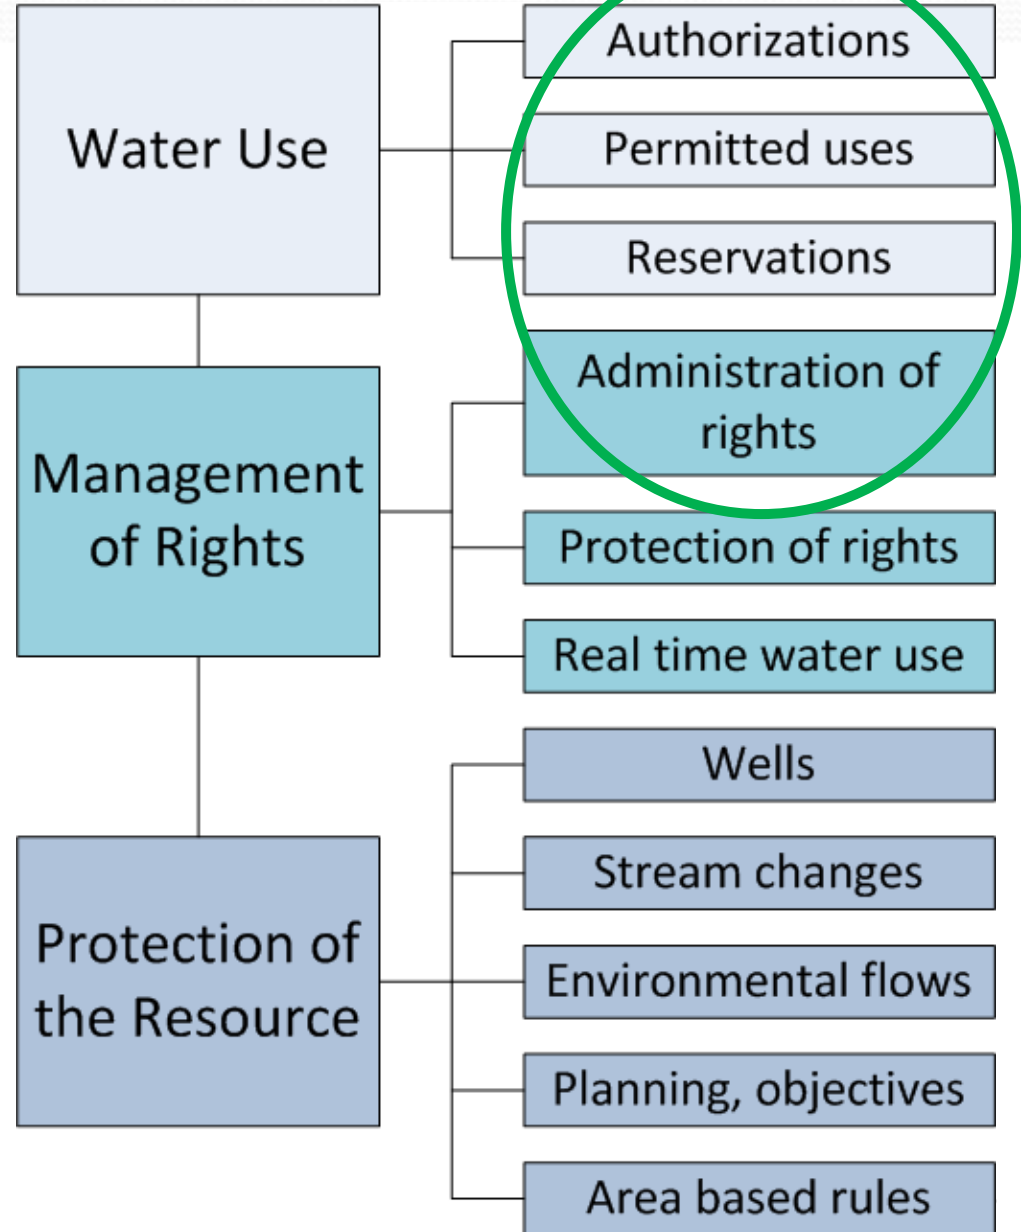 Water Use
Authorizations
Permitted uses
Reservations
Management
of Rights
Administration of
rights
Protection of rights
Real time water use
Protection of
the Resource
Wells
Stream changes
Environmental flows
Planning, objectives
Area based rules